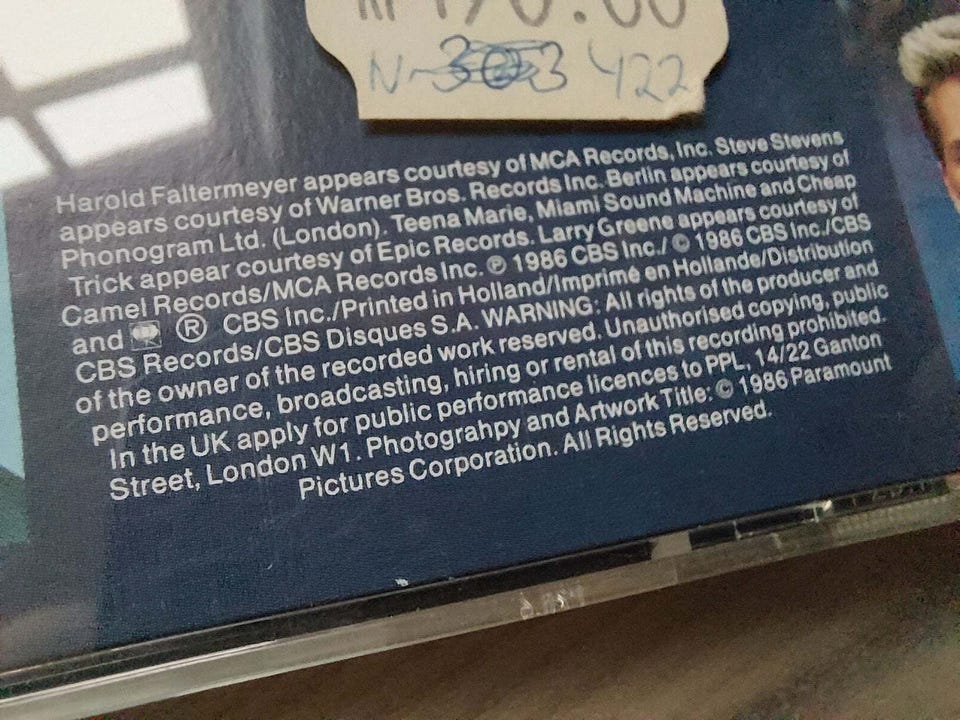 422
Harold Faltermeyer appears courtesy of MCA Records, Inc. Steve Stevens
appears courtesy of Warner Bros. Records Inc. Berlin appears courtesy of
Phonogram Ltd. (London). Teena Marie, Miami Sound Machine and Cheap
Trick appear courtesy of Epic Records. Larry Greene appears courtesy of
Camel Records/MCA Records Inc. ℗ 1986 CBS Inc./ © 1986 CBS Inc./CBS
and ® CBS Inc./Printed in Holland/Imprimé en Hollande/Distribution
CBS Records/CBS Disques S.A. WARNING: All rights of the producer and
of the owner of the recorded work reserved. Unauthorised copying, public
performance, broadcasting, hiring or rental of this recording prohibited.
In the UK apply for public performance licences to PPL, 14/22 Ganton
Street, London W1. Photograhpy and Artwork Title: © 1986 Paramount
Pictures Corporation. All Rights Reserved.